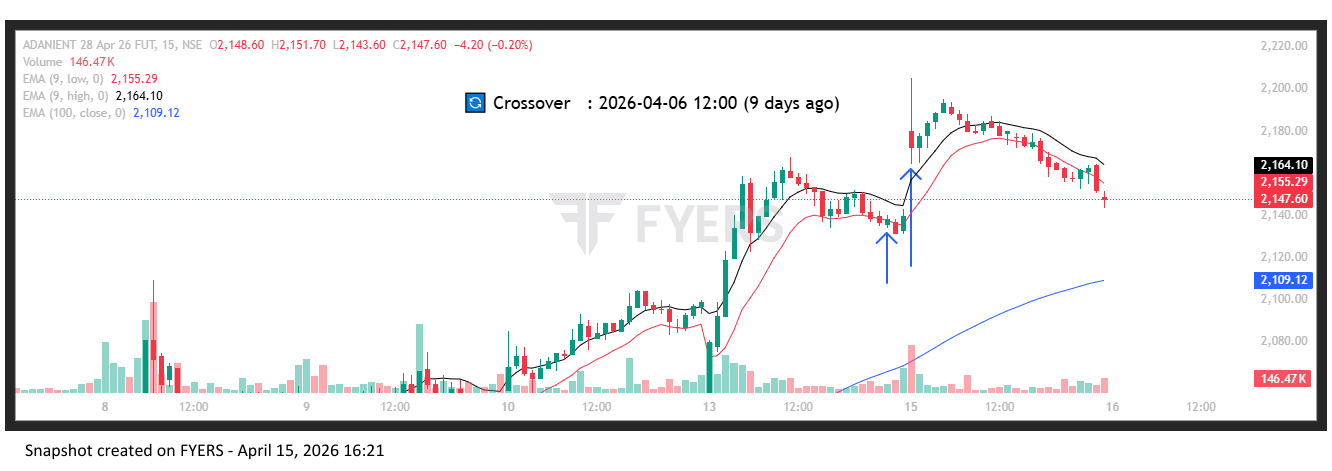 ADANIENT 28 Apr 26 FUT, 15, NSE O2,148.60 H2,151.70 L2,143.60 C2,147.60 −4.20 (−0.20%)
Volume 146.47K
EMA (9, low, 0) 2,155.29
EMA (9, high, 0) 2,164.10
EMA (100, close, 0) 2,109.12
Crossover : 2026-04-06 12:00 (9 days ago)
FYERS
2,220.00
2,200.00
2,180.00
2,164.10
2,155.29
2,147.60
2,140.00
2,120.00
2,109.12
2,100.00
2,080.00
146.47K
8 12:00 9 12:00 10 12:00 13 12:00 15 12:00 16 12:00
Snapshot created on FYERS - April 15, 2026 16:21